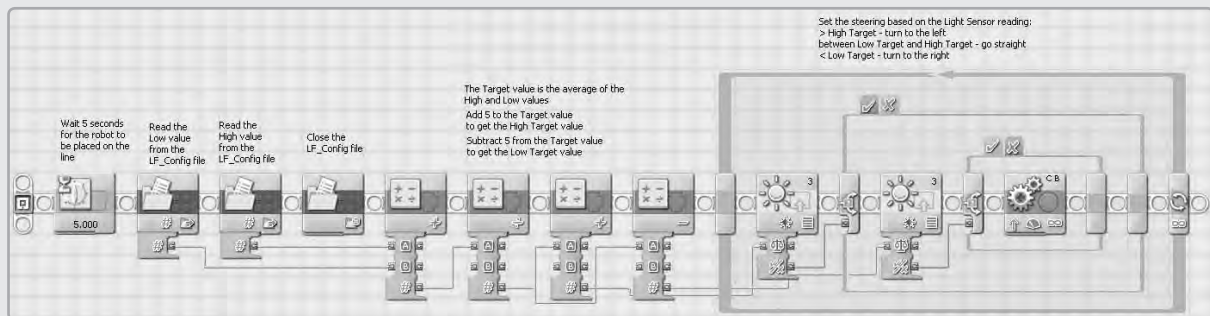 Set the steering based on the Light Sensor reading:
> High Target - turn to the left
between Low Target and High Target - go straight
< Low Target - turn to the right
Wait 5 seconds
for the robot to
be placed on the
line
Read the
Low value
from the
LF_Config file
Read the
High value
from the
LF_Config file
Close the
LF_Config file
The Target value is the average of the
High and Low values
Add 5 to the Target value
to get the High Target value
Subtract 5 from the Target value
to get the Low Target value
5.000
3
3
C B
A
B
A
B
A
B
A
B
#
#
#
#
#
#